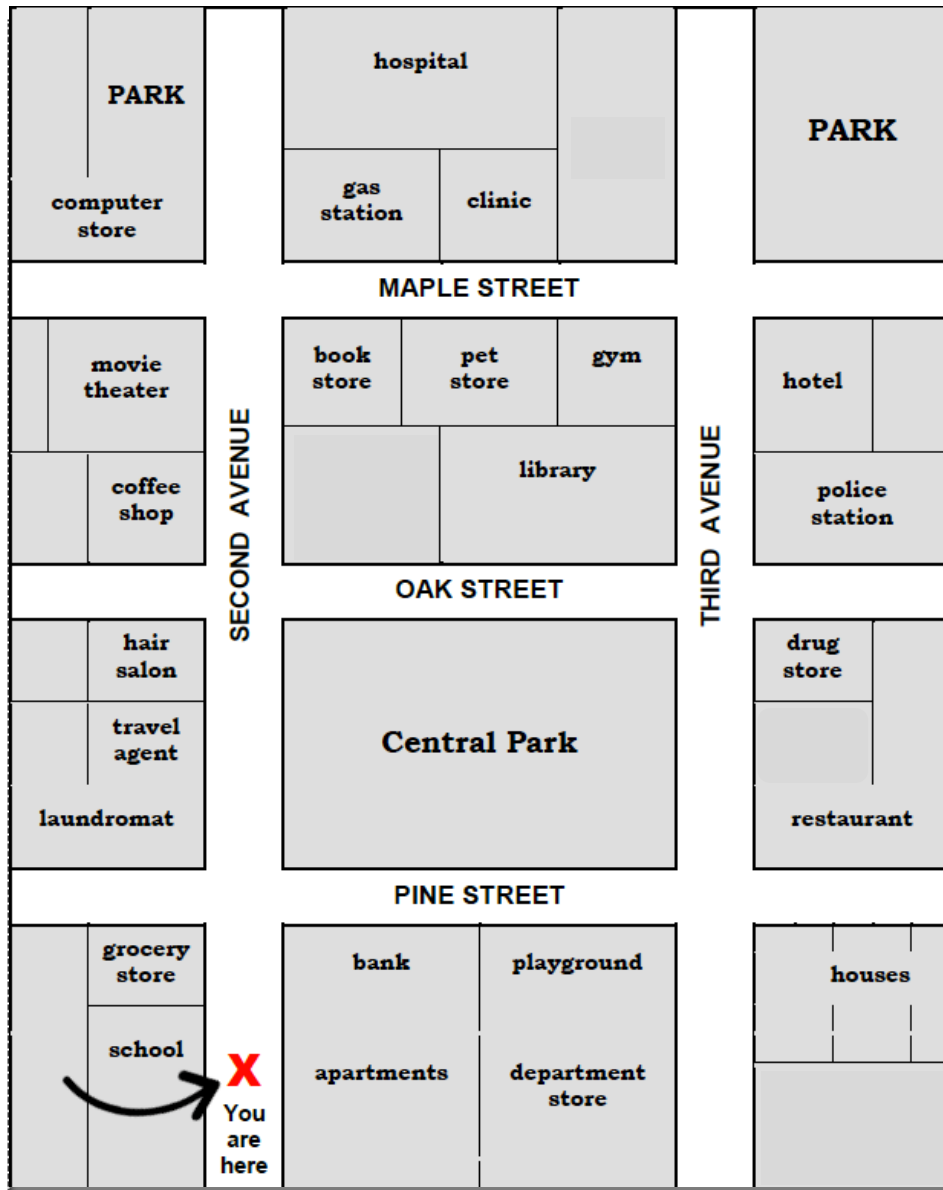 hospital
PARK
PARK
gas
station
clinic
computer
store
MAPLE STREET
movie
theater
book
store
pet
store
gym
hotel
coffee
shop
library
police
station
SECOND AVENUE
THIRD AVENUE
OAK STREET
hair
salon
drug
store
travel
agent
Central Park
laundromat
restaurant
PINE STREET
grocery
store
bank
playground
houses
school
X
apartments
department
store
You
are
here